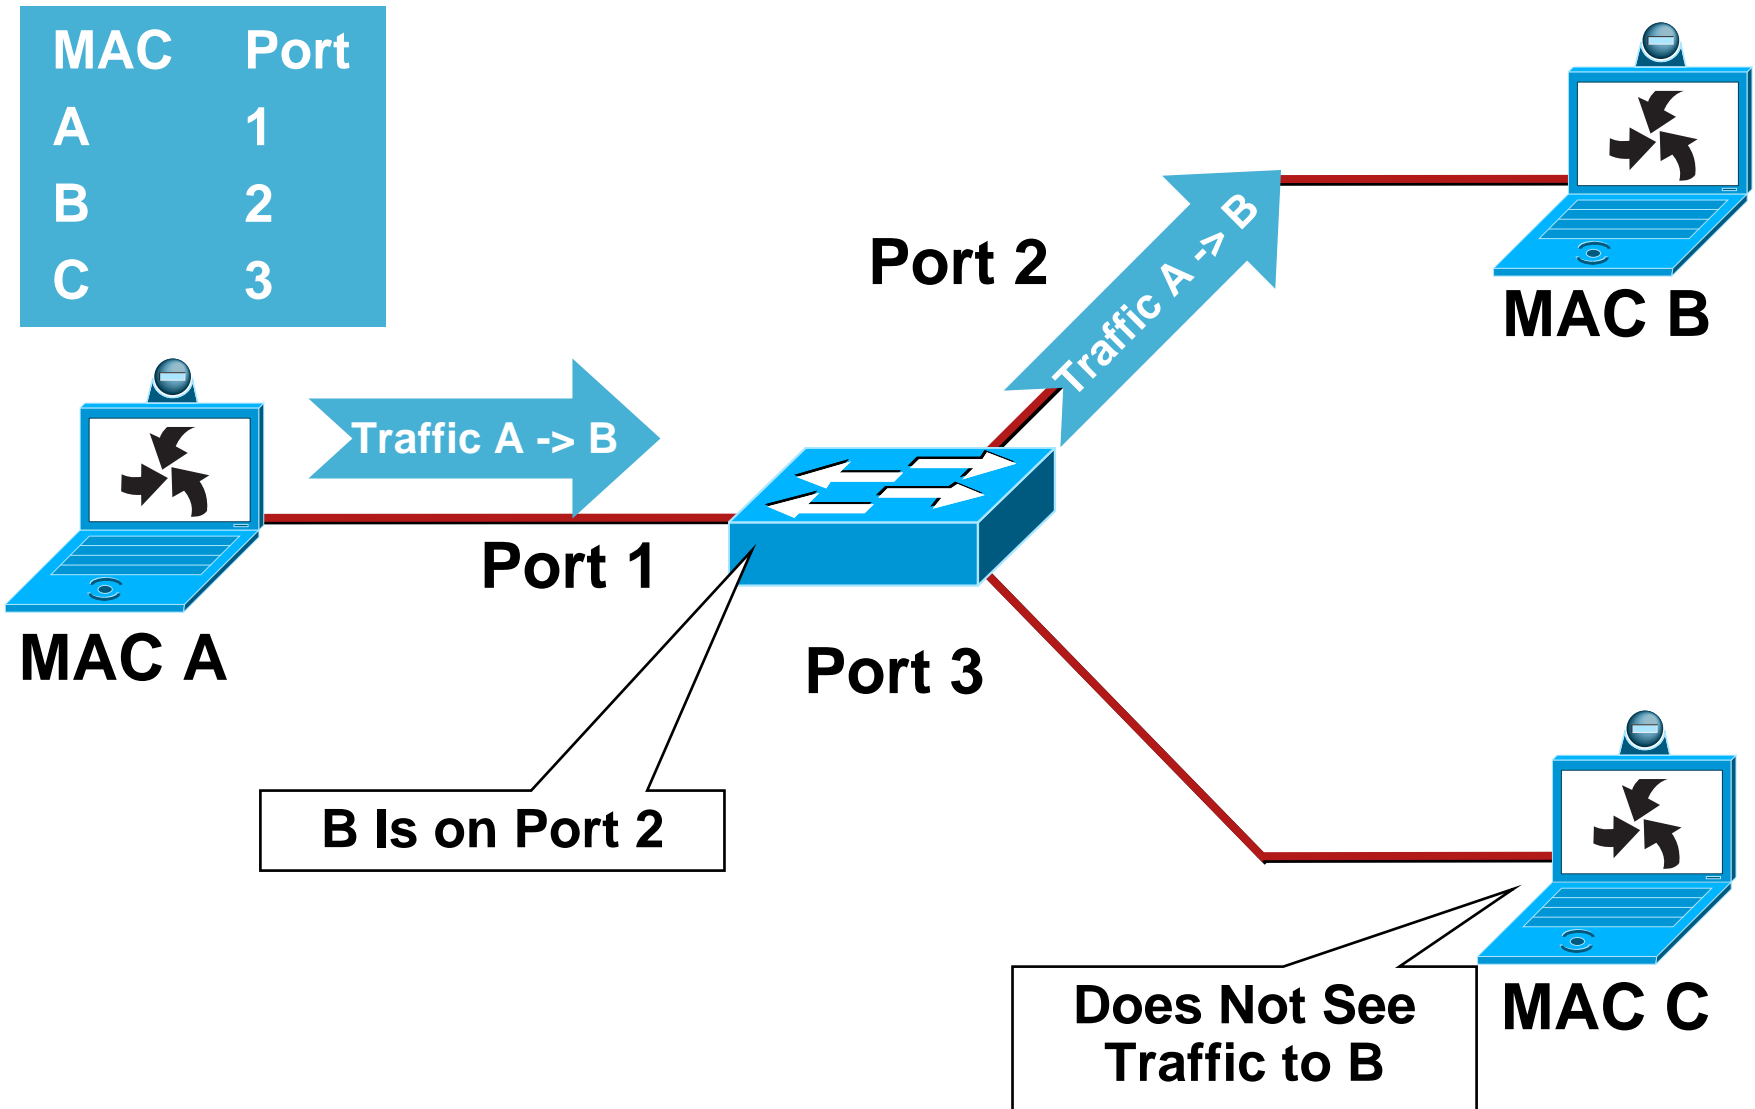 MAC Port
A 1
B 2
C 3
Port 2
Traffic A -> B
MAC B
Traffic A -> B
Port 1
MAC A
Port 3
B Is on Port 2
Does Not See
Traffic to B
MAC C